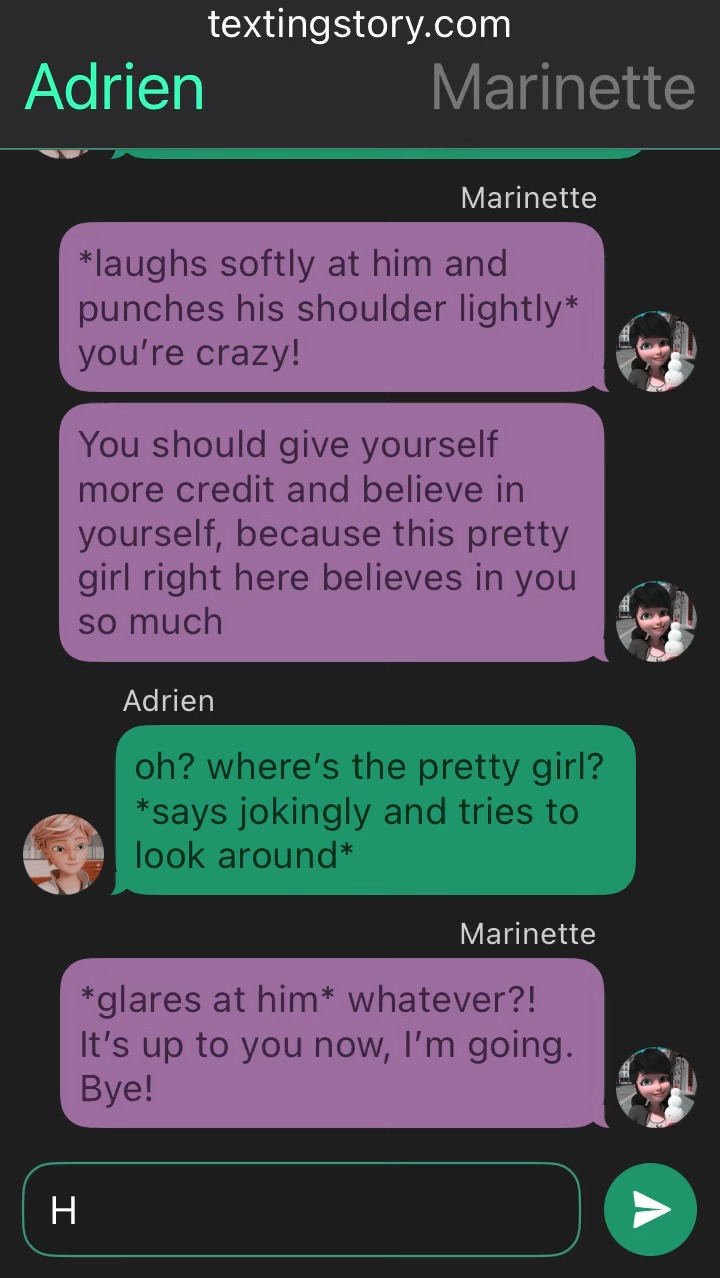 textingstory.com
Adrien
Marinette
Marinette
*laughs softly at him and
punches his shoulder lightly*
you’re crazy!
You should give yourself
more credit and believe in
yourself, because this pretty
girl right here believes in you
so much
Adrien
oh? where’s the pretty girl?
*says jokingly and tries to
look around*
Marinette
*glares at him* whatever?!
It’s up to you now, I’m going.
Bye!
H